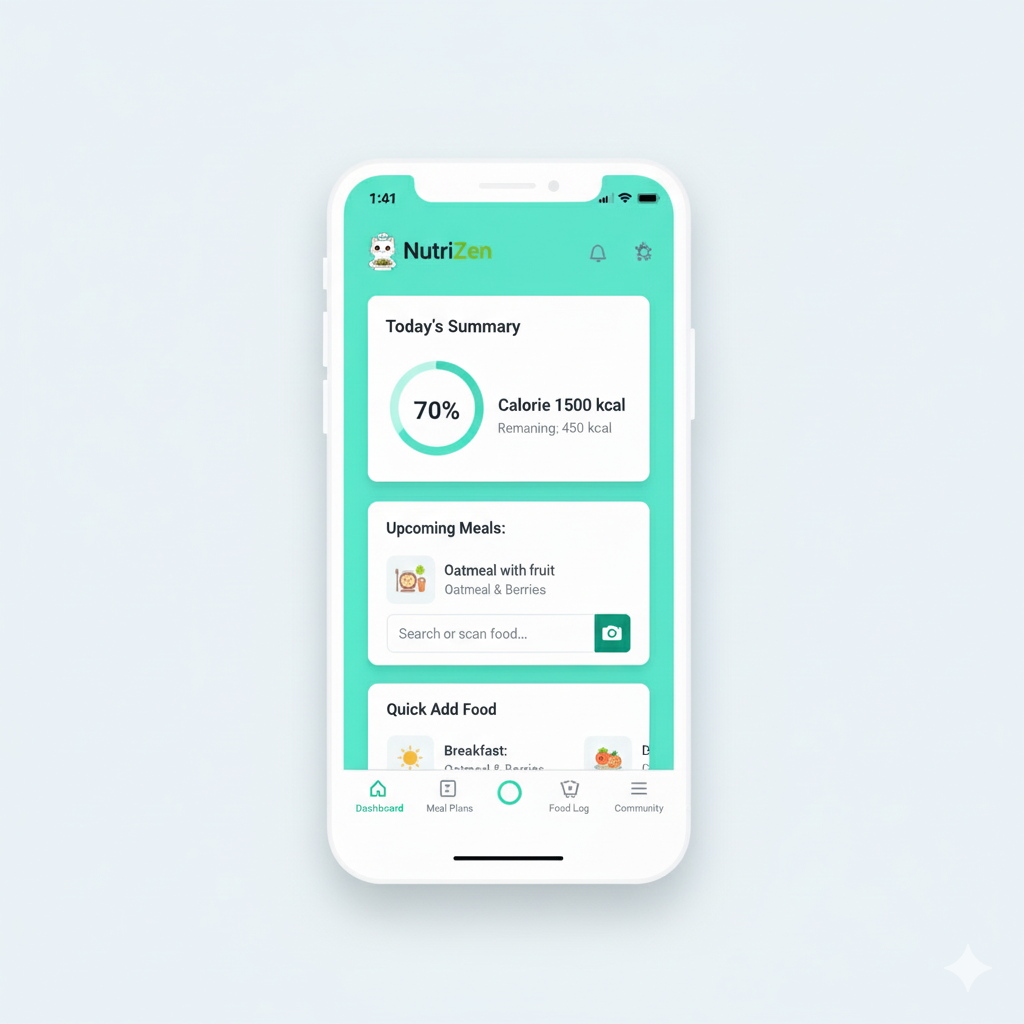 1:41
NutriZen
Today's Summary
70%
Calorie 1500 kcal
Remaning: 450 kcal
Upcoming Meals:
Oatmeal with fruit
Oatmeal & Berries
Search or scan food...
Quick Add Food
Breakfast:
Oatmeal & Berries
Dashboard
Meal Plans
Food Log
Community